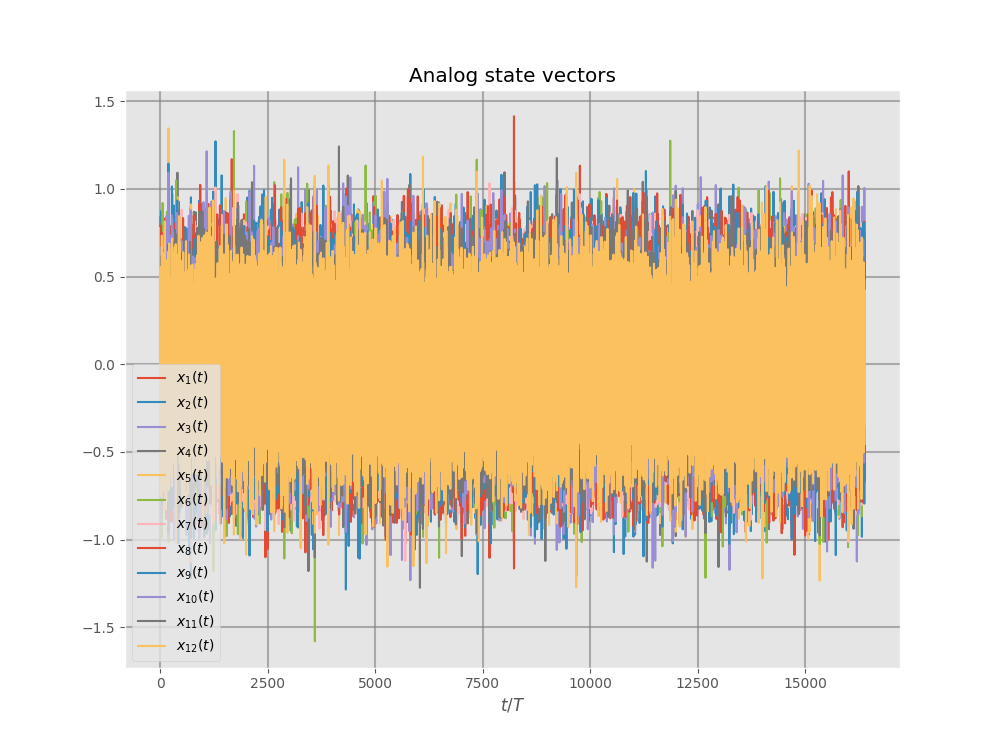 Analog state vectors
1.5
1.0
0.5
0.0
−0.5
−1.0
−1.5
x₁(t)
x₂(t)
x₃(t)
x₄(t)
x₅(t)
x₆(t)
x₇(t)
x₈(t)
x₉(t)
x₁₀(t)
x₁₁(t)
x₁₂(t)
0 2500 5000 7500 10000 12500 15000
t/T